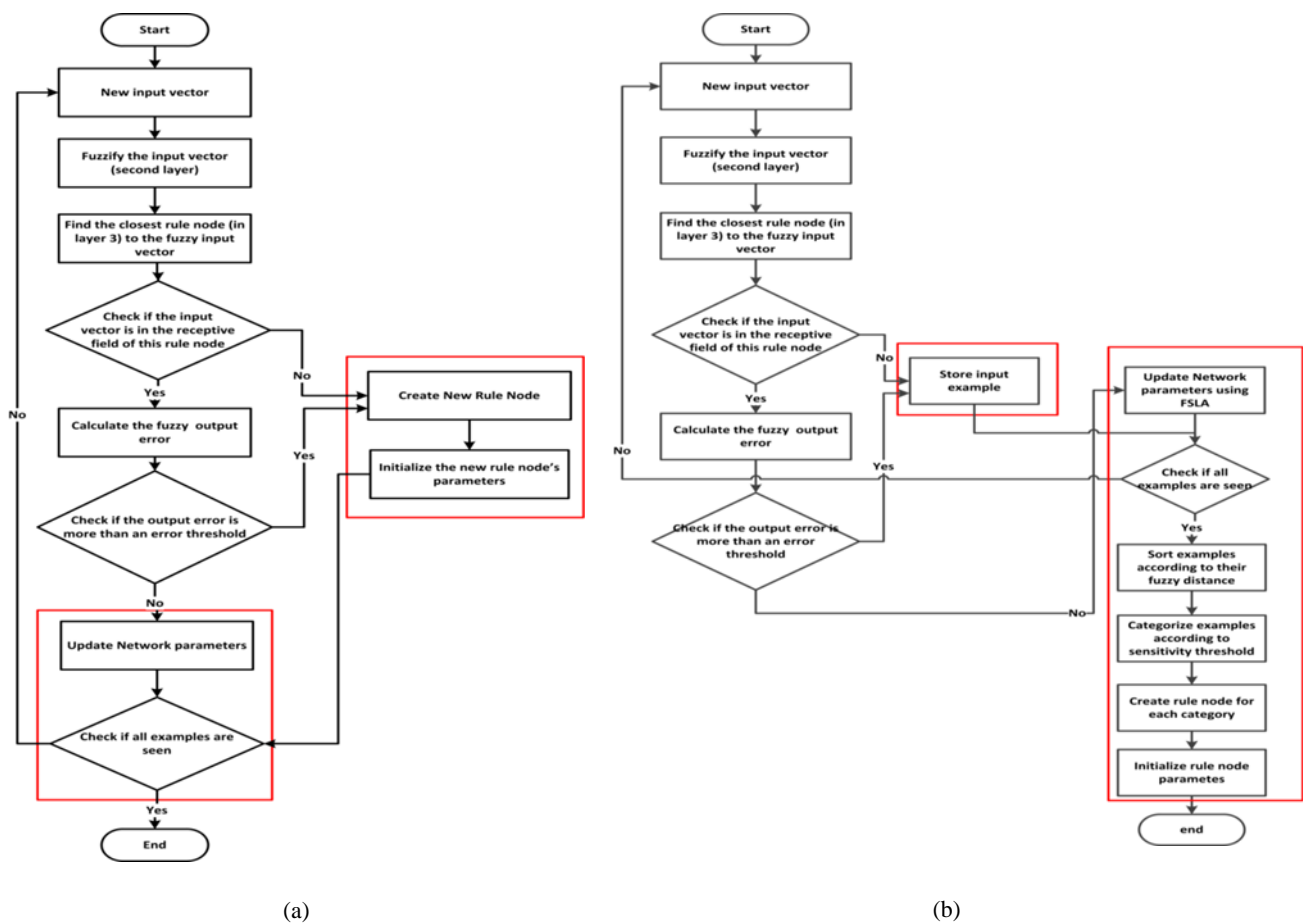 Start
New input vector
Fuzzify the input vector
(second layer)
Find the closest rule node (in
layer 3) to the fuzzy input
vector
Check if the input
vector is in the receptive
field of this rule node
No
Yes
Calculate the fuzzy output
error
Yes
Check if the output error is
more than an error threshold
No
Create New Rule Node
Initialize the new rule node's
parameters
Update Network parameters
Check if all examples are
seen
No
Yes
End
(a)
Start
New input vector
Fuzzify the input vector
(second layer)
Find the closest rule node (in
layer 3) to the fuzzy input
vector
Check if the input
vector is in the receptive
field of this rule node
No
Yes
Calculate the fuzzy output
error
Yes
Check if the output error is
more than an error
threshold
No
Store input
example
Update Network
parameters using
FSLA
Check if all
examples are seen
No
Yes
Sort examples
according to their
fuzzy distance
Categorize examples
according to
sensitivity threshold
Create rule node for
each category
Initialize rule node
parametes
end
(b)